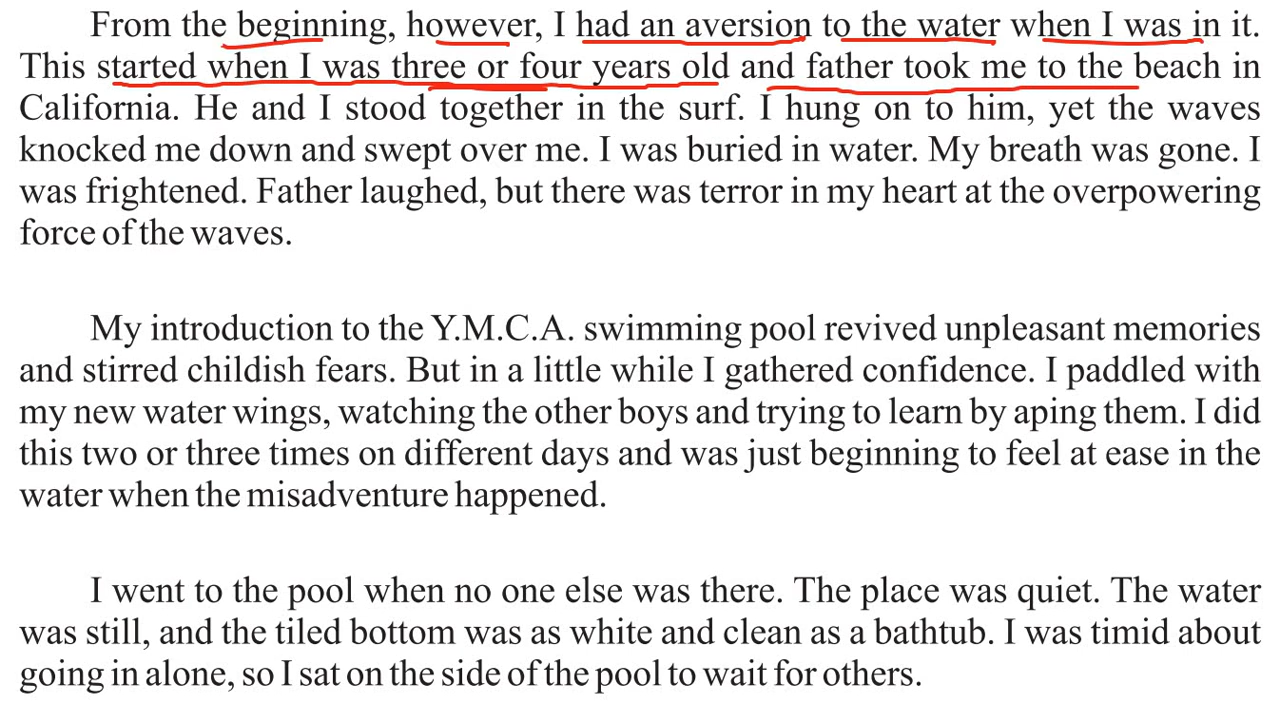 From the beginning, however, I had an aversion to the water when I was in it.
This started when I was three or four years old and father took me to the beach in
California. He and I stood together in the surf. I hung on to him, yet the waves
knocked me down and swept over me. I was buried in water. My breath was gone. I
was frightened. Father laughed, but there was terror in my heart at the overpowering
force of the waves.
My introduction to the Y.M.C.A. swimming pool revived unpleasant memories
and stirred childish fears. But in a little while I gathered confidence. I paddled with
my new water wings, watching the other boys and trying to learn by aping them. I did
this two or three times on different days and was just beginning to feel at ease in the
water when the misadventure happened.
I went to the pool when no one else was there. The place was quiet. The water
was still, and the tiled bottom was as white and clean as a bathtub. I was timid about
going in alone, so I sat on the side of the pool to wait for others.